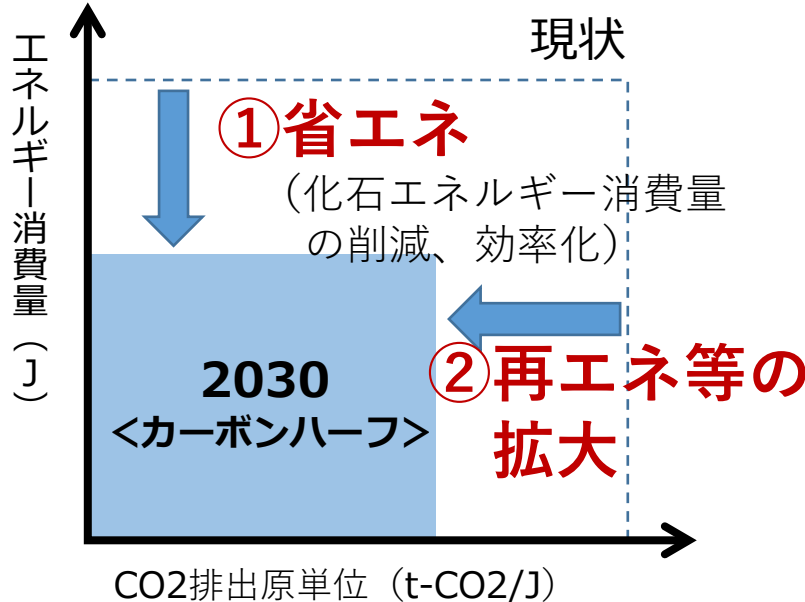 現状
エネルギー消費量（J）
①省エネ
（化石エネルギー消費量
の削減、効率化）
2030
<カーボンハーフ>
②再エネ等の
拡大
CO2排出原単位（t-CO2/J）